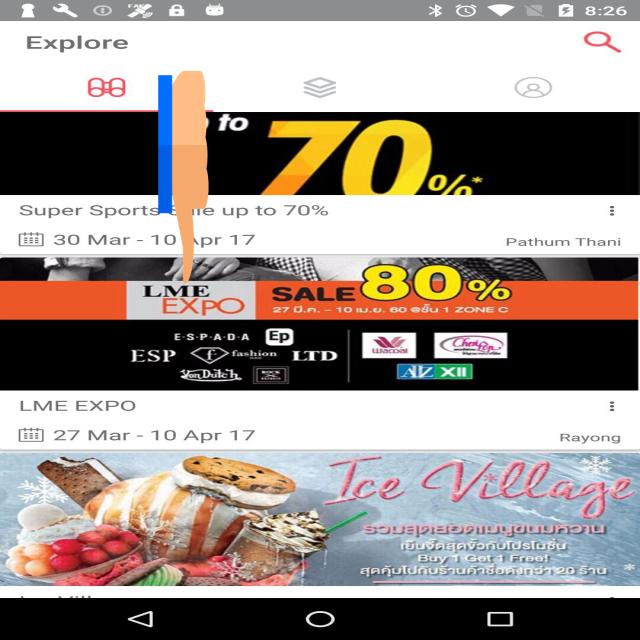 8:26
Explore
to
70%*
Super Sports up to 70%
30 Mar - 10 Apr 17
Pathum Thani
LME
EXPO
SALE 80%
27 มี.ค. - 10 เม.ย. 60 @ชั้น 1 ZONE C
E·S·P·A·D·A Ep
ESP fashion LTD
Wacoal
Von Dutch
XII
LME EXPO
27 Mar - 10 Apr 17
Rayong
Ice Village
รวมสุดยอดเมนูขนมหวาน
เย็นจี๊ดสุดขั้วกับโปรโมชั่น
Buy 1 Get 1 Free!
สุดคุ้มไปกับร้านค้าชื่อดังกว่า 20 ร้าน